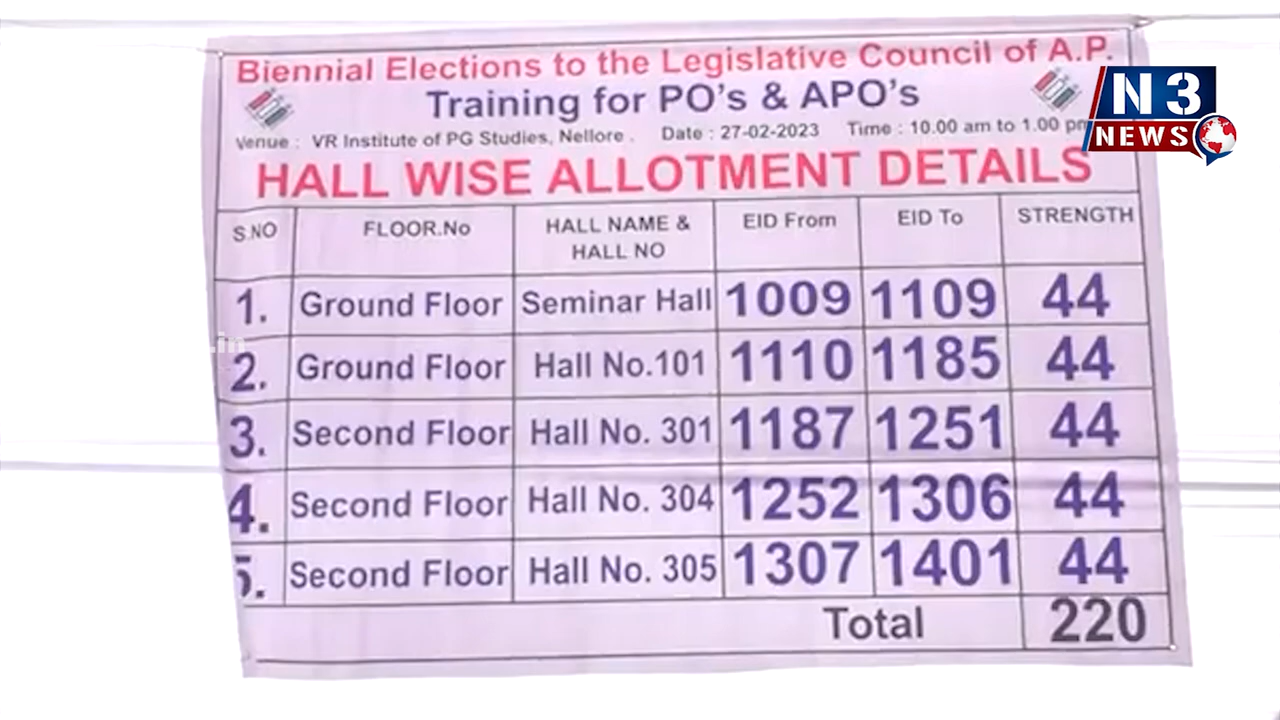 Biennial Elections to the Legislative Council of A.P.
Training for PO's & APO's
Venue : VR Institute of PG Studies, Nellore . Date : 27-02-2023 Time : 10.00 am to 1.00 pm
HALL WISE ALLOTMENT DETAILS
S.NO FLOOR.No HALL NAME & HALL NO EID From EID To STRENGTH
1. Ground Floor Seminar Hall 1009 1109 44
2. Ground Floor Hall No.101 1110 1185 44
3. Second Floor Hall No. 301 1187 1251 44
4. Second Floor Hall No. 304 1252 1306 44
5. Second Floor Hall No. 305 1307 1401 44
Total 220
N3
NEWS
.in